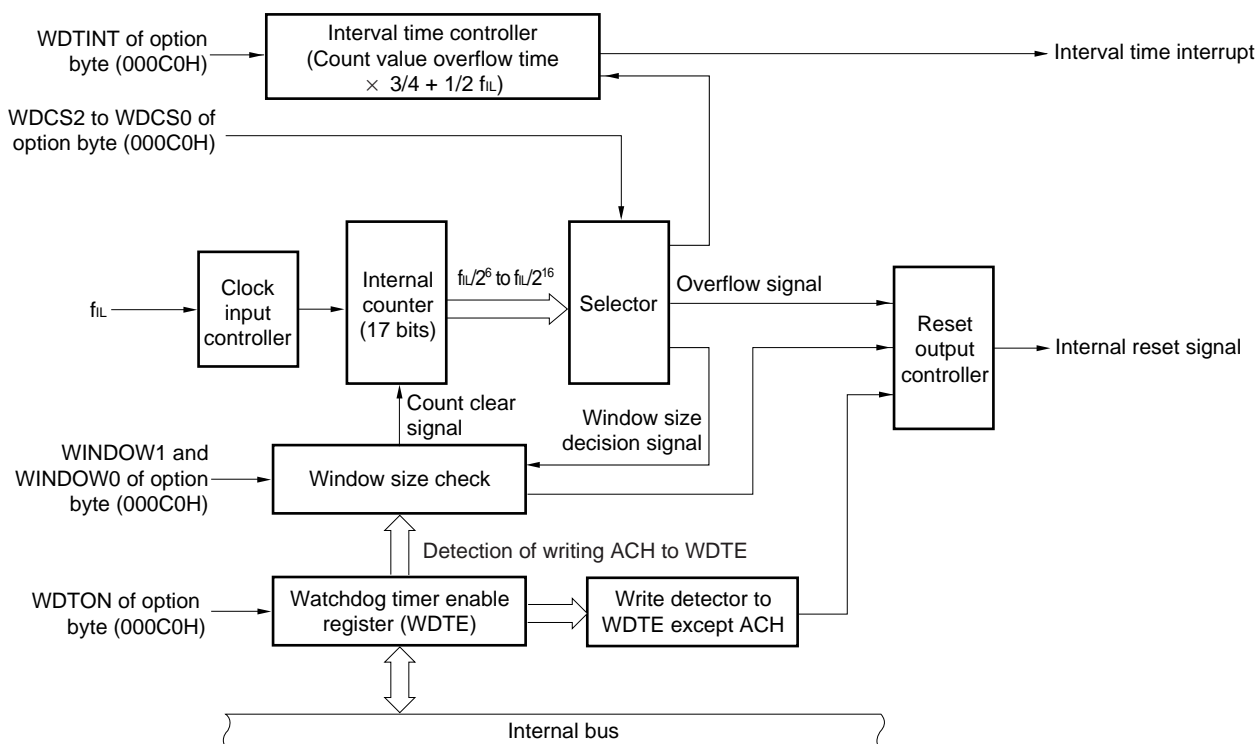 WDTINT of option
byte (000C0H)
Interval time controller
(Count value overflow time
× 3/4 + 1/2 fIL)
Interval time interrupt
WDCS2 to WDCS0 of
option byte (000C0H)
fIL
Clock
input
controller
Internal
counter
(17 bits)
fIL/2⁶ to fIL/2¹⁶
Selector
Overflow signal
Reset
output
controller
Internal reset signal
Count clear
signal
Window size
decision signal
WINDOW1 and
WINDOW0 of option
byte (000C0H)
Window size check
Detection of writing ACH to WDTE
WDTON of option
byte (000C0H)
Watchdog timer enable
register (WDTE)
Write detector to
WDTE except ACH
Internal bus